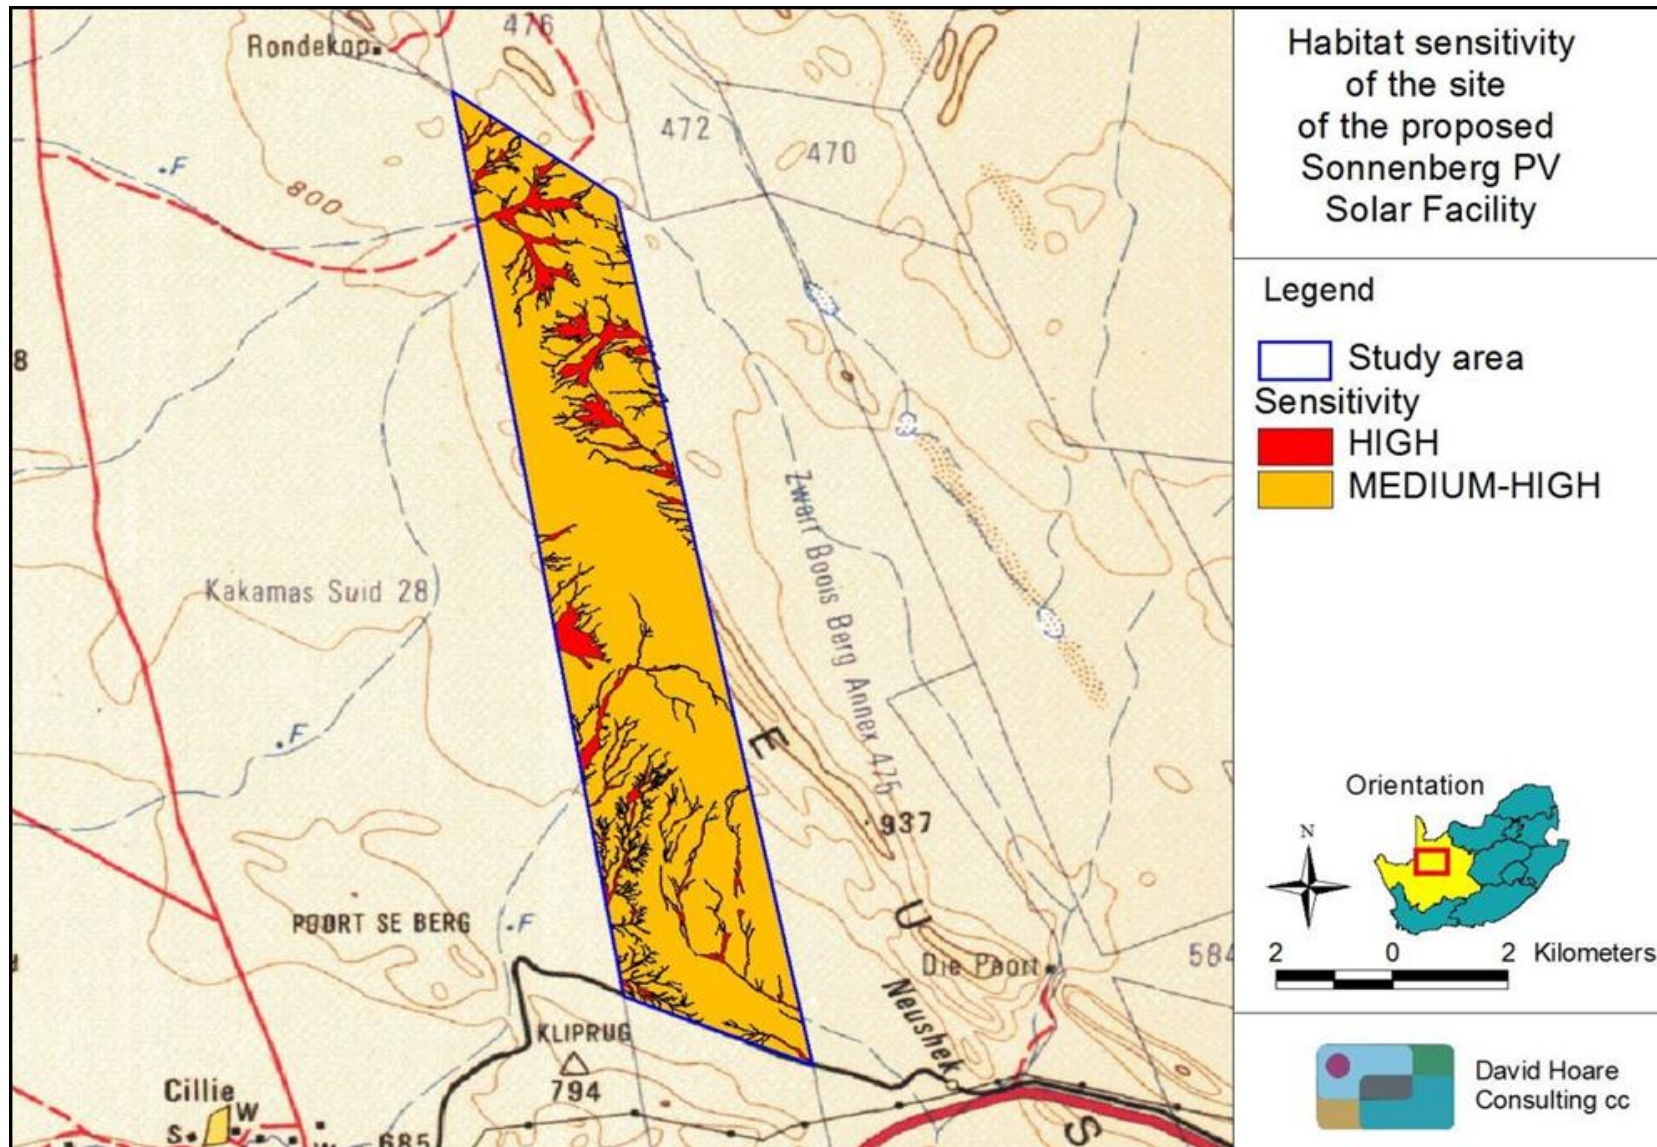 476
Rondekop
472
470
F
800
8
Zwart Boois Berg Annex 475
Kakamas Suid 28
F
E
937
U
POORT SE BERG
F
584
Die Poort
Neushek
KLIPRUG
794
Cillie
W
S
685
S
Habitat sensitivity
of the site
of the proposed
Sonnenberg PV
Solar Facility
Legend
Study area
Sensitivity
HIGH
MEDIUM-HIGH
Orientation
N
2 0 2 Kilometers
David Hoare
Consulting cc